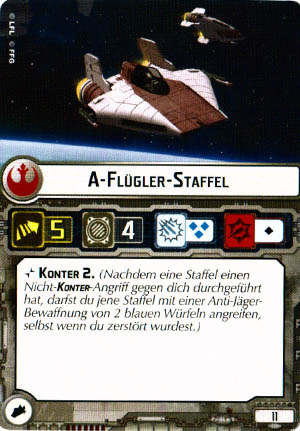 © LFL © FFG
A-Flügler-Staffel
5 4
Konter 2. (Nachdem eine Staffel einen
Nicht-Konter-Angriff gegen dich durchgeführt
hat, darfst du jene Staffel mit einer Anti-Jäger-
Bewaffnung von 2 blauen Würfeln angreifen,
selbst wenn du zerstört wurdest.)
11